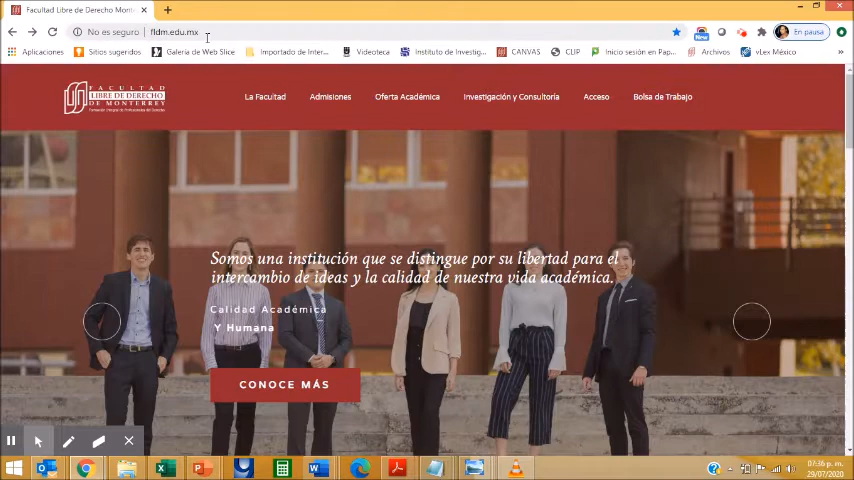 Facultad Libre de Derecho Monte
No es seguro | fldm.edu.mx
En pausa
Aplicaciones
Sitios sugeridos
Galería de Web Slice
Importado de Inter...
Videoteca
Instituto de Investig...
CANVAS
CLIP
Inicio sesión en Pap...
Archivos
vLex México
New
FACULTAD
LIBRE DE DERECHO
DE MONTERREY
Formación Integral de Profesionales del Derecho
La Facultad
Admisiones
Oferta Académica
Investigación y Consultoría
Acceso
Bolsa de Trabajo
Somos una institución que se distingue por su libertad para el
intercambio de ideas y la calidad de nuestra vida académica.
Calidad Académica
Y Humana
CONOCE MÁS
07:36 p. m.
29/07/2020